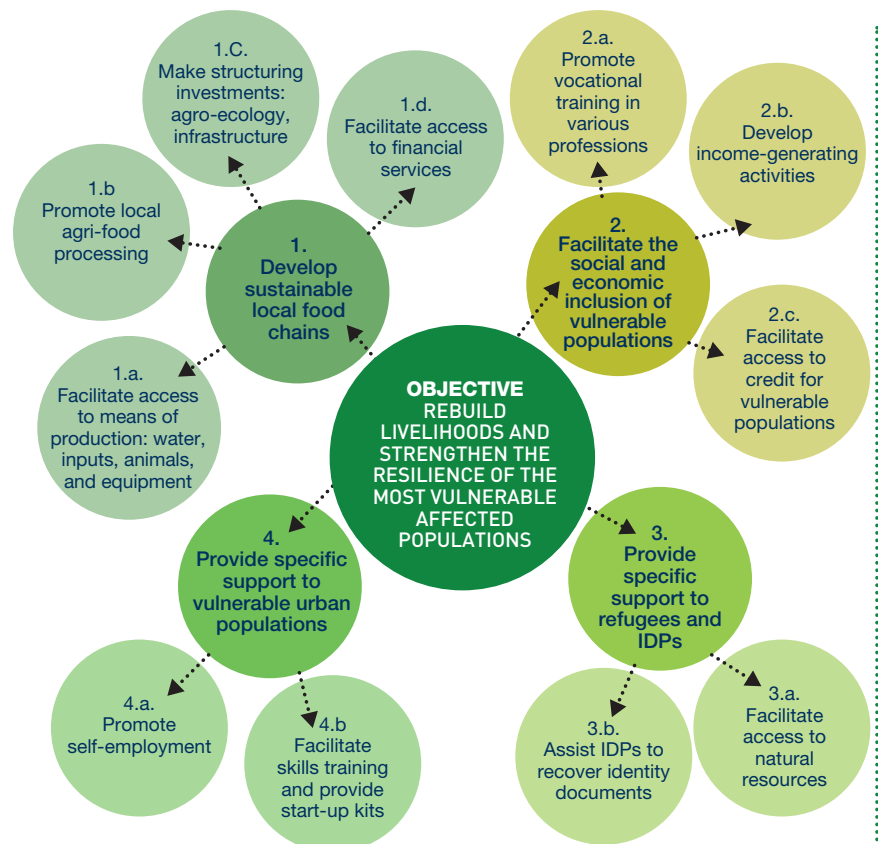 OBJECTIVE
REBUILD
LIVELIHOODS AND
STRENGTHEN THE
RESILIENCE OF THE
MOST VULNERABLE
AFFECTED
POPULATIONS
1.
Develop
sustainable
local food
chains
1.a.
Facilitate access
to means of
production: water,
inputs, animals,
and equipment
1.b
Promote local
agri-food
processing
1.C.
Make structuring
investments:
agro-ecology,
infrastructure
1.d.
Facilitate access
to financial
services
2.
Facilitate the
social and
economic
inclusion of
vulnerable
populations
2.a.
Promote
vocational
training in
various
professions
2.b.
Develop
income-generating
activities
2.c.
Facilitate
access to
credit for
vulnerable
populations
3.
Provide
specific
support to
refugees and
IDPs
3.a.
Facilitate
access to
natural
resources
3.b.
Assist IDPs to
recover identity
documents
4.
Provide specific
support to
vulnerable urban
populations
4.a.
Promote
self-employment
4.b
Facilitate
skills training
and provide
start-up kits